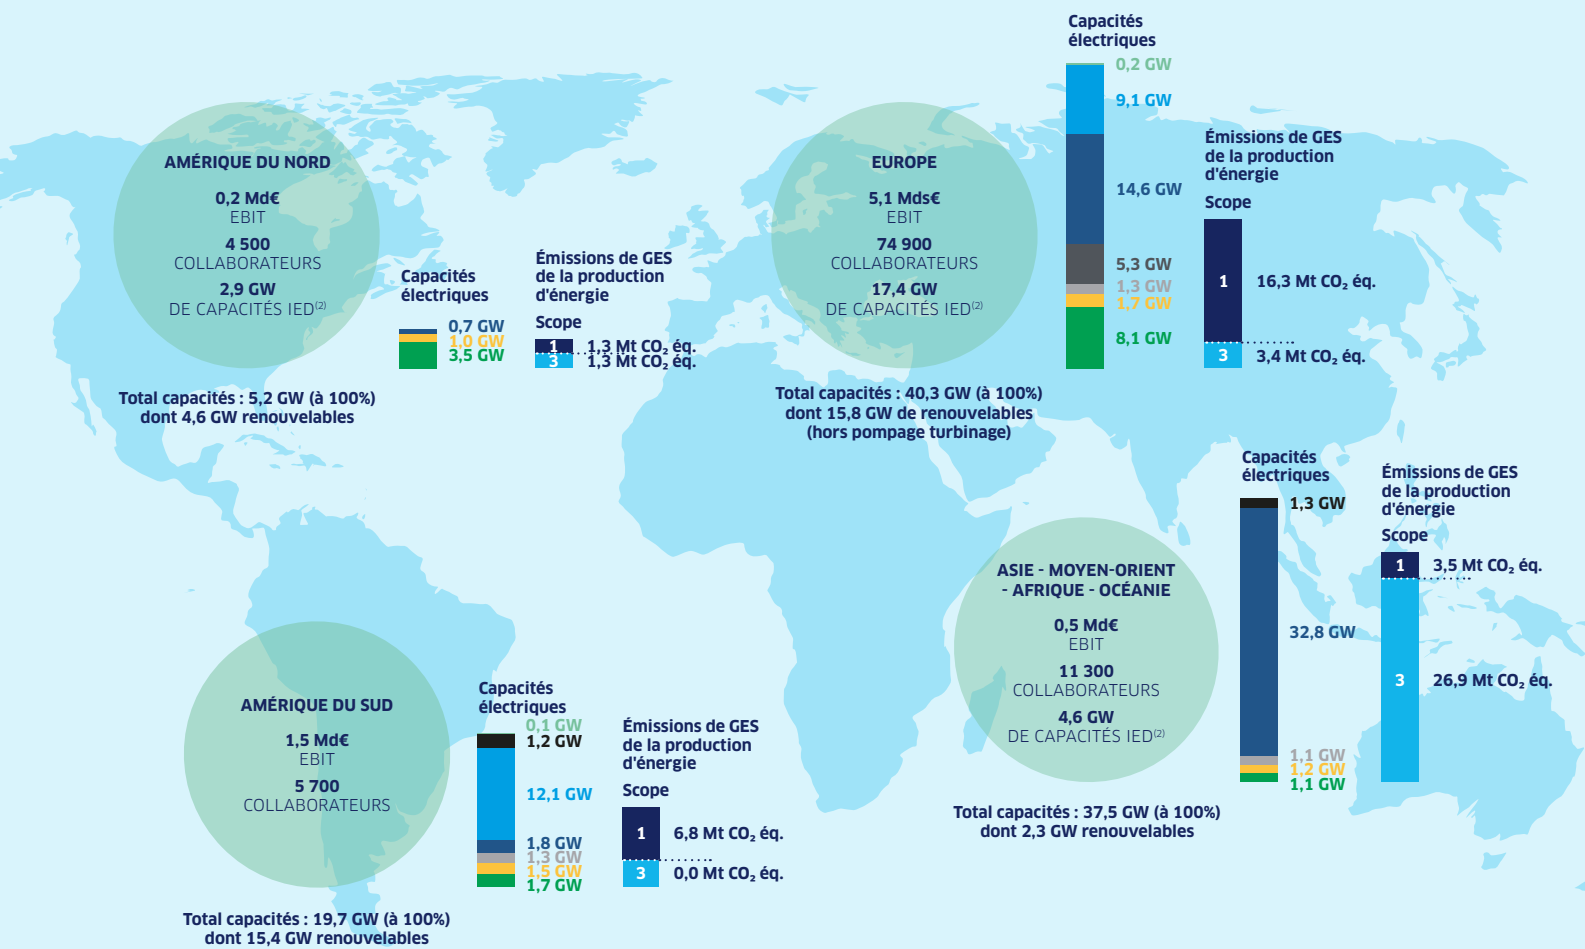 AMÉRIQUE DU NORD
0,2 Md€
EBIT
4 500
COLLABORATEURS
2,9 GW
DE CAPACITÉS IED(2)
Total capacités : 5,2 GW (à 100%)
dont 4,6 GW renouvelables
Capacités
électriques
0,7 GW
1,0 GW
3,5 GW
Émissions de GES
de la production
d'énergie
Scope
1
1,3 Mt CO₂ éq.
3
1,3 Mt CO₂ éq.
EUROPE
5,1 Mds€
EBIT
74 900
COLLABORATEURS
17,4 GW
DE CAPACITÉS IED(2)
Total capacités : 40,3 GW (à 100%)
dont 15,8 GW de renouvelables
(hors pompage turbinage)
Capacités
électriques
0,2 GW
9,1 GW
14,6 GW
5,3 GW
1,3 GW
1,7 GW
8,1 GW
Émissions de GES
de la production
d'énergie
Scope
1
16,3 Mt CO₂ éq.
3
3,4 Mt CO₂ éq.
AMÉRIQUE DU SUD
1,5 Md€
EBIT
5 700
COLLABORATEURS
Total capacités : 19,7 GW (à 100%)
dont 15,4 GW renouvelables
Capacités
électriques
0,1 GW
1,2 GW
12,1 GW
1,8 GW
1,3 GW
1,5 GW
1,7 GW
Émissions de GES
de la production
d'énergie
Scope
1
6,8 Mt CO₂ éq.
3
0,0 Mt CO₂ éq.
ASIE - MOYEN-ORIENT
- AFRIQUE - OCÉANIE
0,5 Md€
EBIT
11 300
COLLABORATEURS
4,6 GW
DE CAPACITÉS IED(2)
Total capacités : 37,5 GW (à 100%)
dont 2,3 GW renouvelables
Capacités
électriques
1,3 GW
32,8 GW
1,1 GW
1,2 GW
1,1 GW
Émissions de GES
de la production
d'énergie
Scope
1
3,5 Mt CO₂ éq.
3
26,9 Mt CO₂ éq.